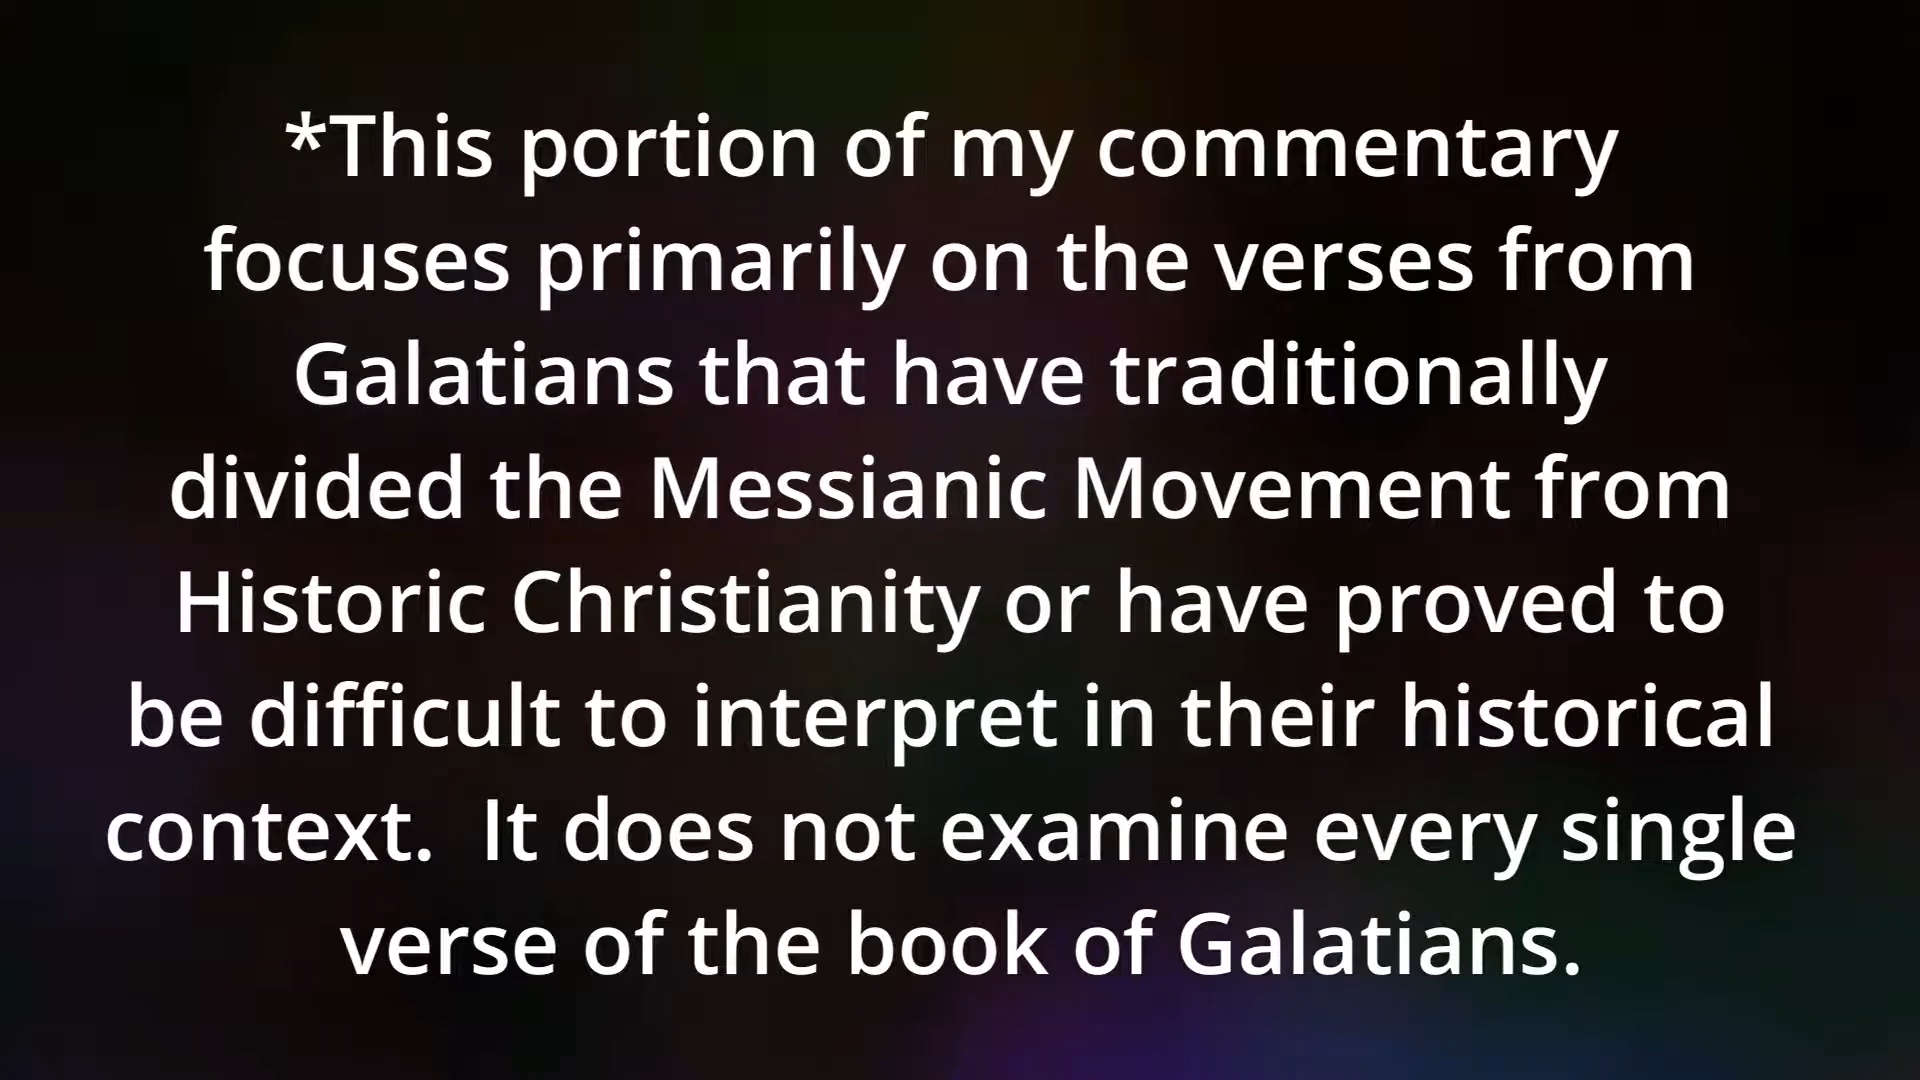 *This portion of my commentary
focuses primarily on the verses from
Galatians that have traditionally
divided the Messianic Movement from
Historic Christianity or have proved to
be difficult to interpret in their historical
context.  It does not examine every single
verse of the book of Galatians.